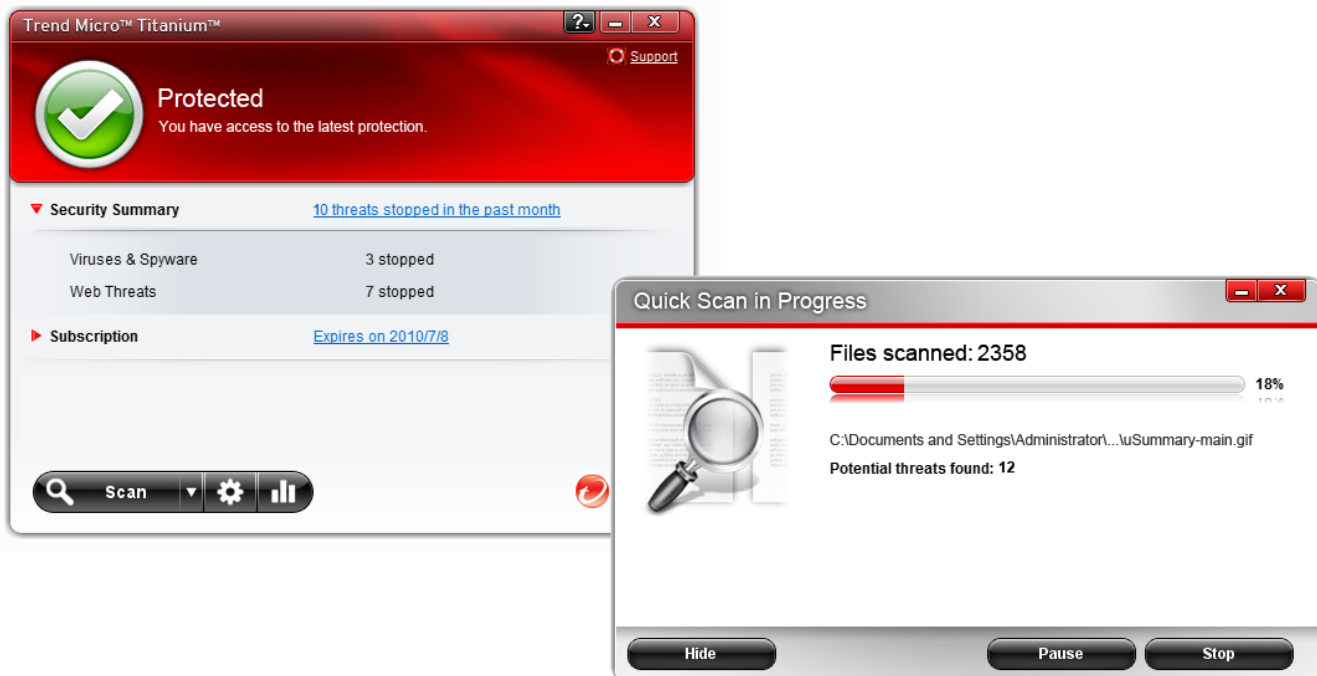 Trend Micro™ Titanium™
?
X
Support
Protected
You have access to the latest protection.
Security Summary
10 threats stopped in the past month
Viruses & Spyware
3 stopped
Web Threats
7 stopped
Subscription
Expires on 2010/7/8
Scan
Quick Scan in Progress
X
Files scanned: 2358
18%
C:\Documents and Settings\Administrator\...\uSummary-main.gif
Potential threats found: 12
Hide
Pause
Stop